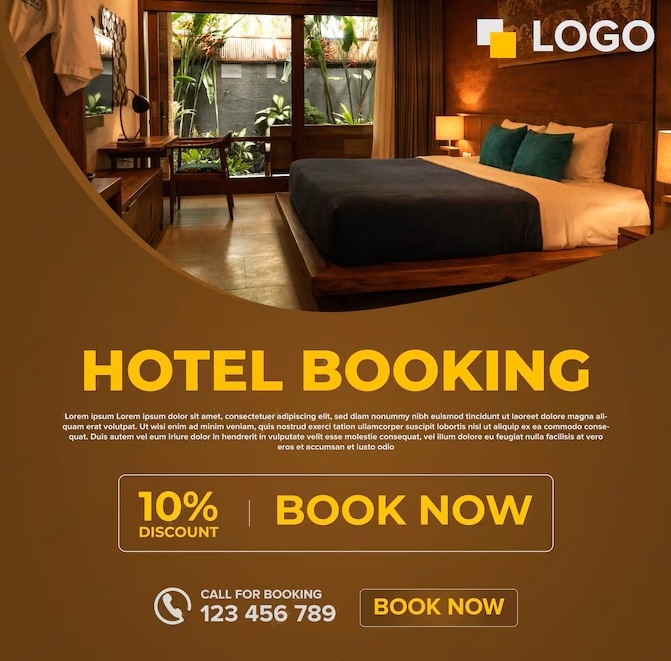 LOGO
HOTEL BOOKING
Lorem ipsum Lorem ipsum dolor sit amet, consectetuer adipiscing elit, sed diam nonummy nibh euismod tincidunt ut laoreet dolore magna ali-
quam erat volutpat. Ut wisi enim ad minim veniam, quis nostrud exerci tation ullamcorper suscipit lobortis nisl ut aliquip ex ea commodo conse-
quat. Duis autem vel eum iriure dolor in hendrerit in vulputate velit esse molestie consequat, vel illum dolore eu feugiat nulla facilisis at vero
eros et accumsan et iusto odio
10%
DISCOUNT
BOOK NOW
CALL FOR BOOKING
123 456 789
BOOK NOW